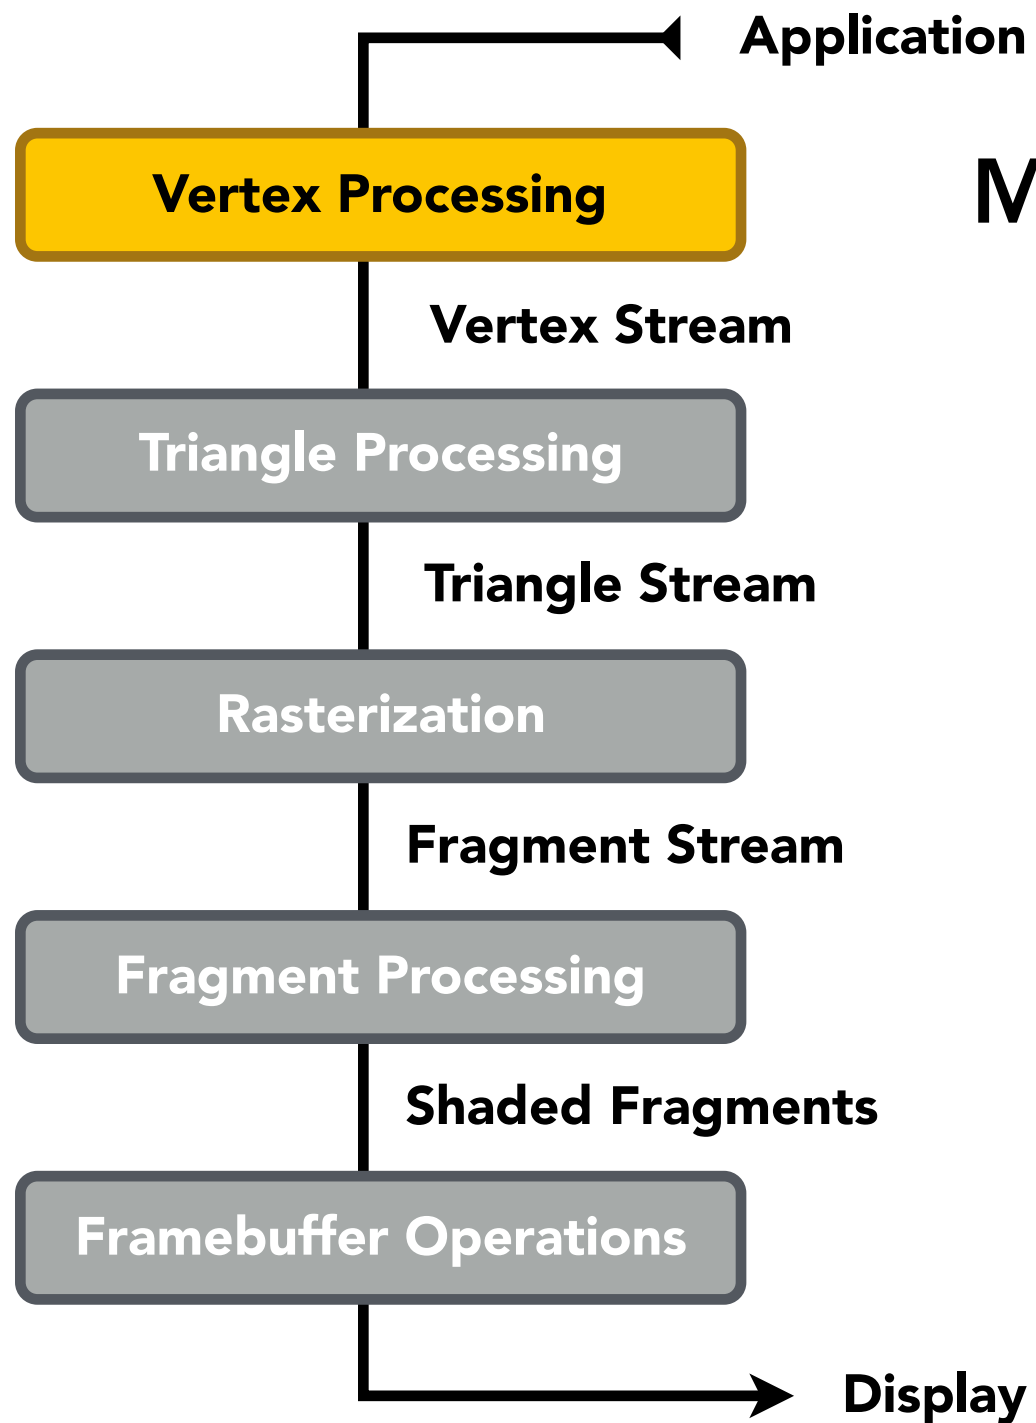 Application
Vertex Processing
M
Vertex Stream
Triangle Processing
Triangle Stream
Rasterization
Fragment Stream
Fragment Processing
Shaded Fragments
Framebuffer Operations
Display